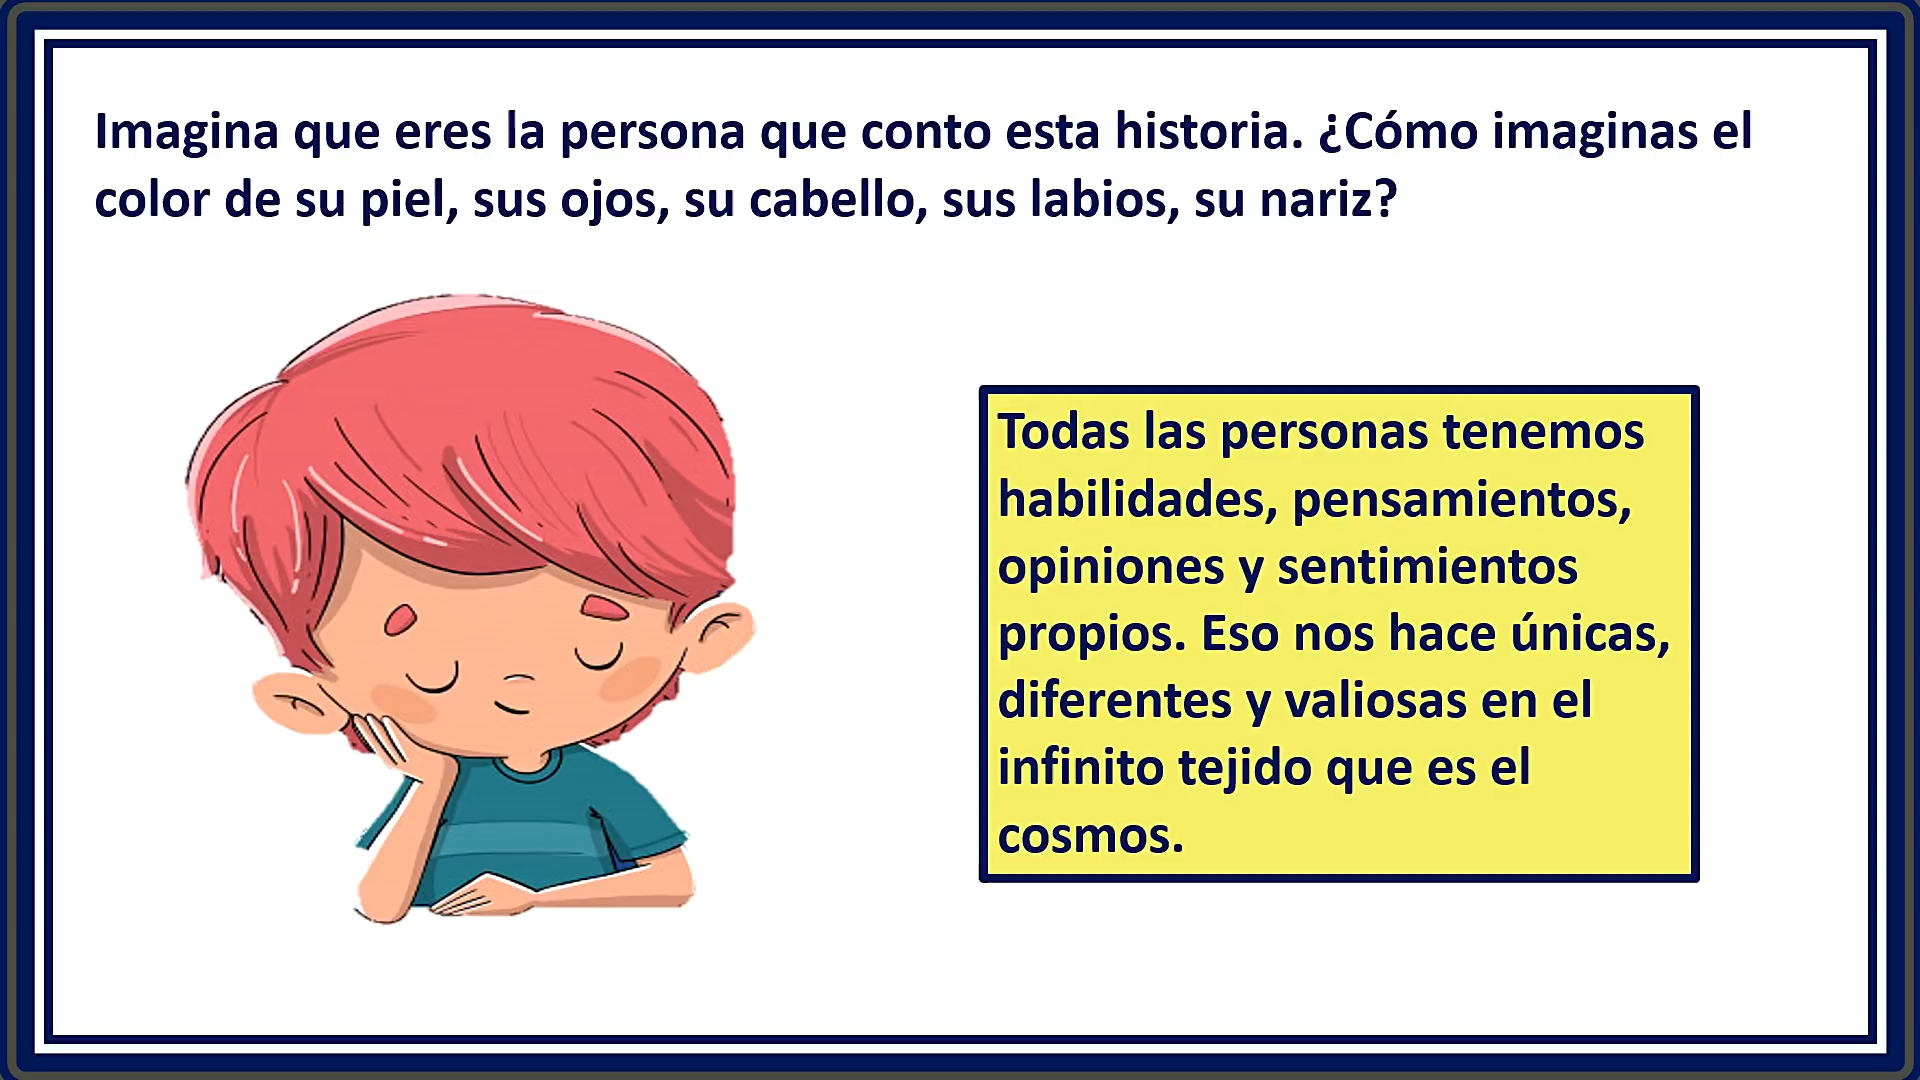 Imagina que eres la persona que conto esta historia. ¿Cómo imaginas el
color de su piel, sus ojos, su cabello, sus labios, su nariz?
Todas las personas tenemos
habilidades, pensamientos,
opiniones y sentimientos
propios. Eso nos hace únicas,
diferentes y valiosas en el
infinito tejido que es el
cosmos.